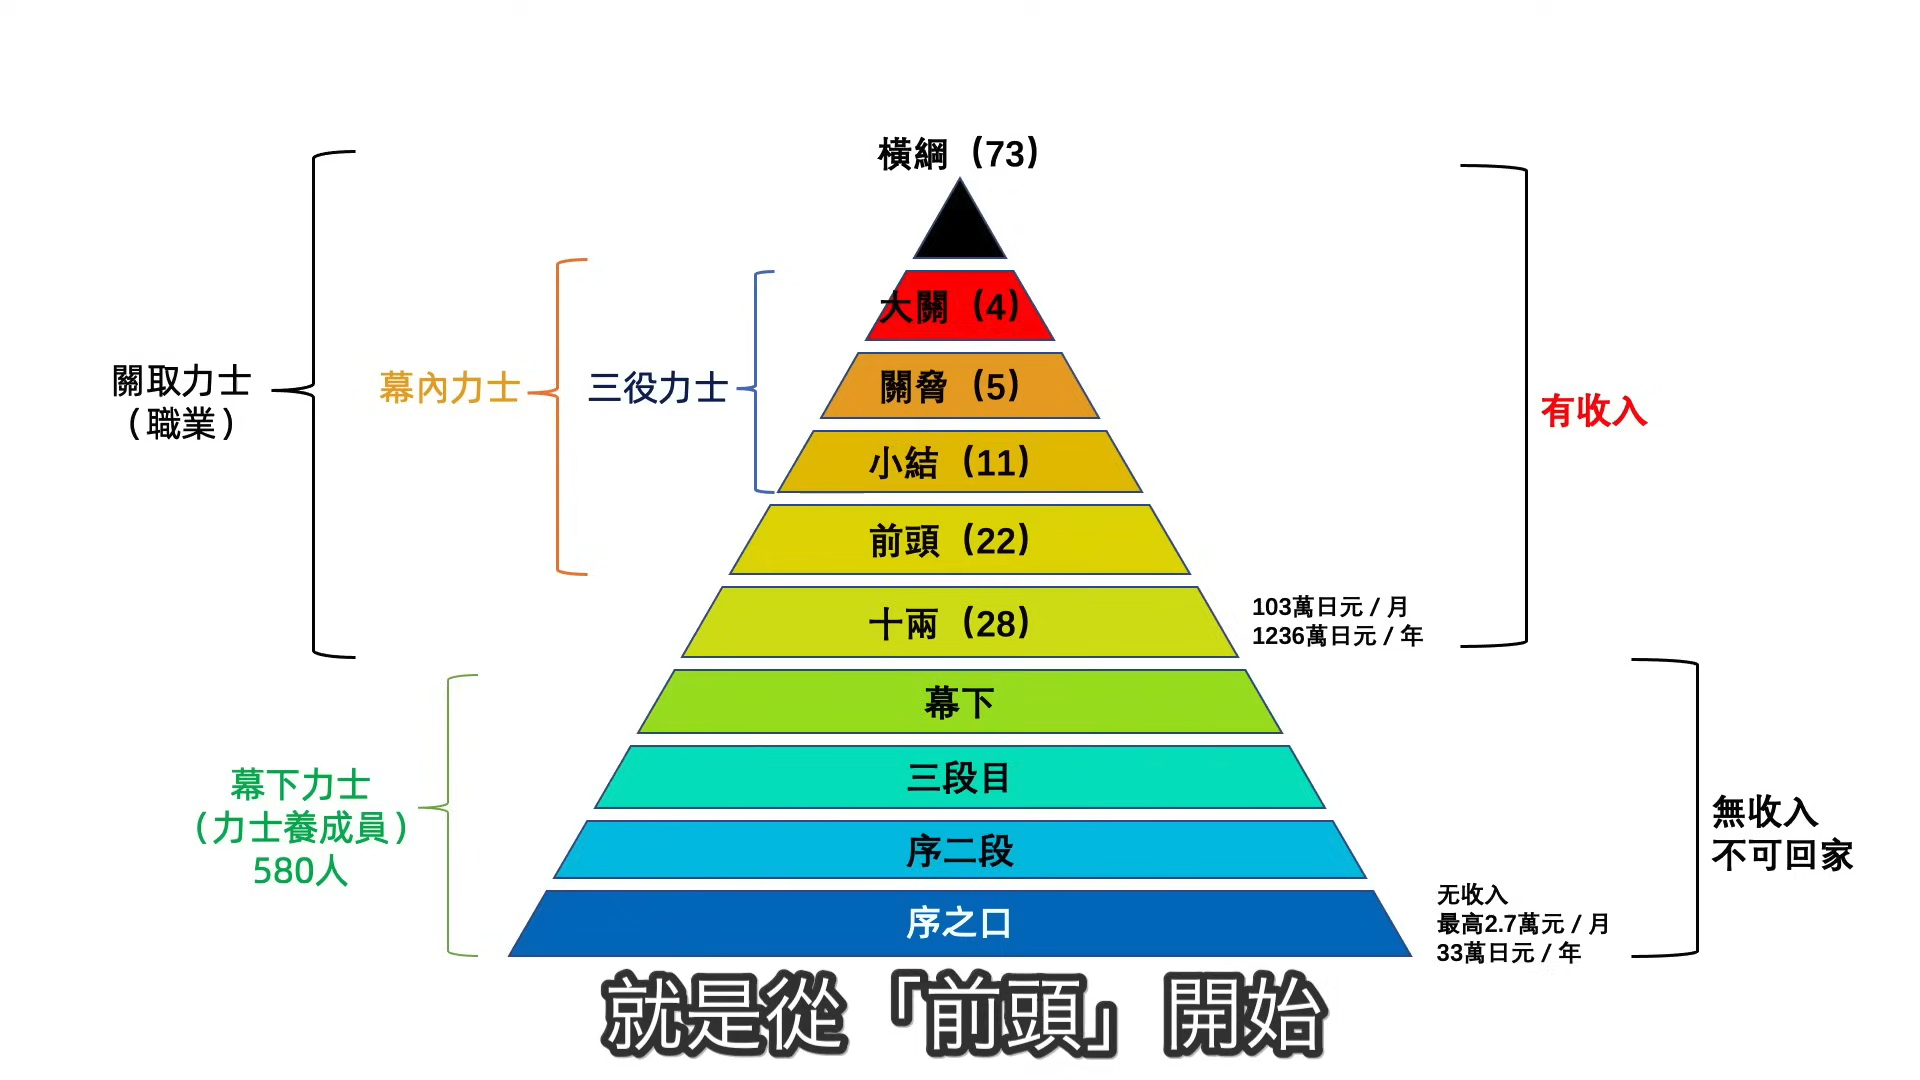 橫綱（73）
大關（4）
關脅（5）
小結（11）
前頭（22）
十兩（28）
幕下
三段目
序二段
序之口
關取力士
（職業）
幕內力士
三役力士
幕下力士
（力士養成員）
580人
有收入
103萬日元 / 月
1236萬日元 / 年
無收入
不可回家
无收入
最高2.7萬元 / 月
33萬日元 / 年
就是從「前頭」開始